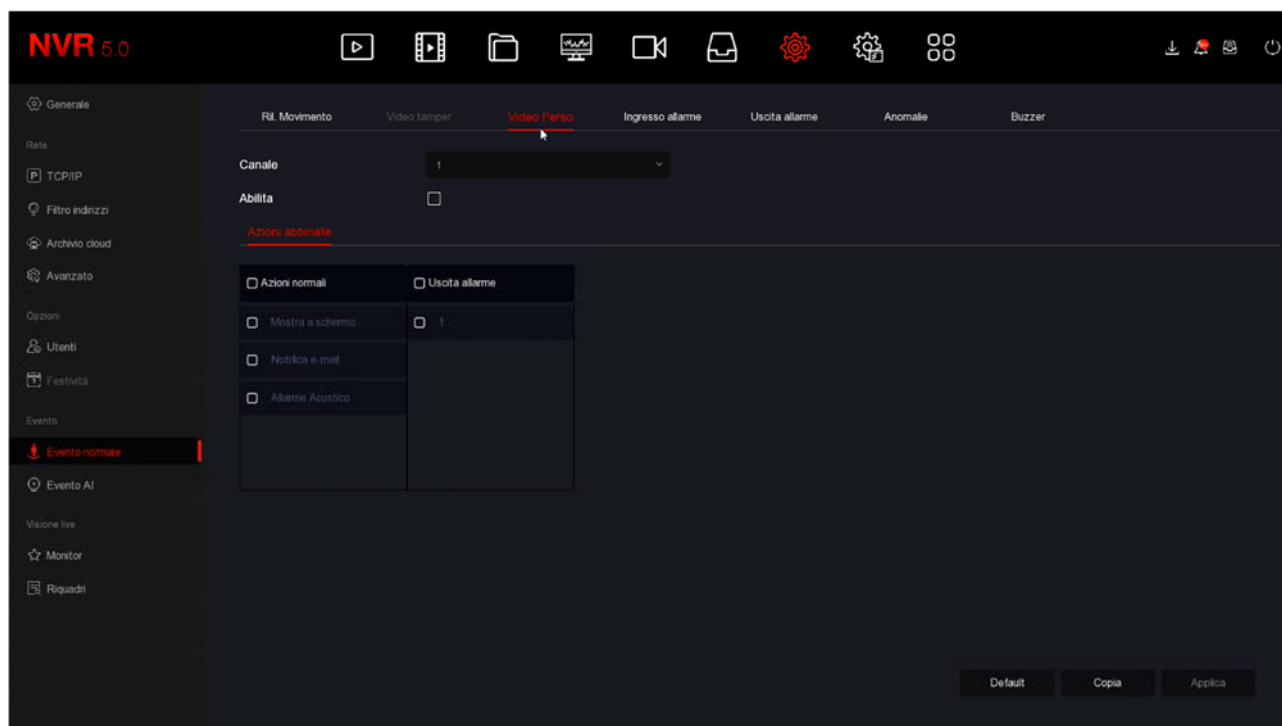 NVR 5.0
Generale
Rete
TCP/IP
Filtro indirizzi
Archivio cloud
Avanzato
Opzioni
Utenti
Festività
Evento
Evento normale
Evento AI
Visione live
Monitor
Riquadri
Ril. Movimento Video tamper Video Perso Ingresso allarme Uscita allarme Anomalie Buzzer
Canale 1
Abilita
Azioni abbinate
Azioni normali Uscita allarme
Mostra a schermo 1
Notifica e-mail
Allarme Acustico
Default Copia Applica